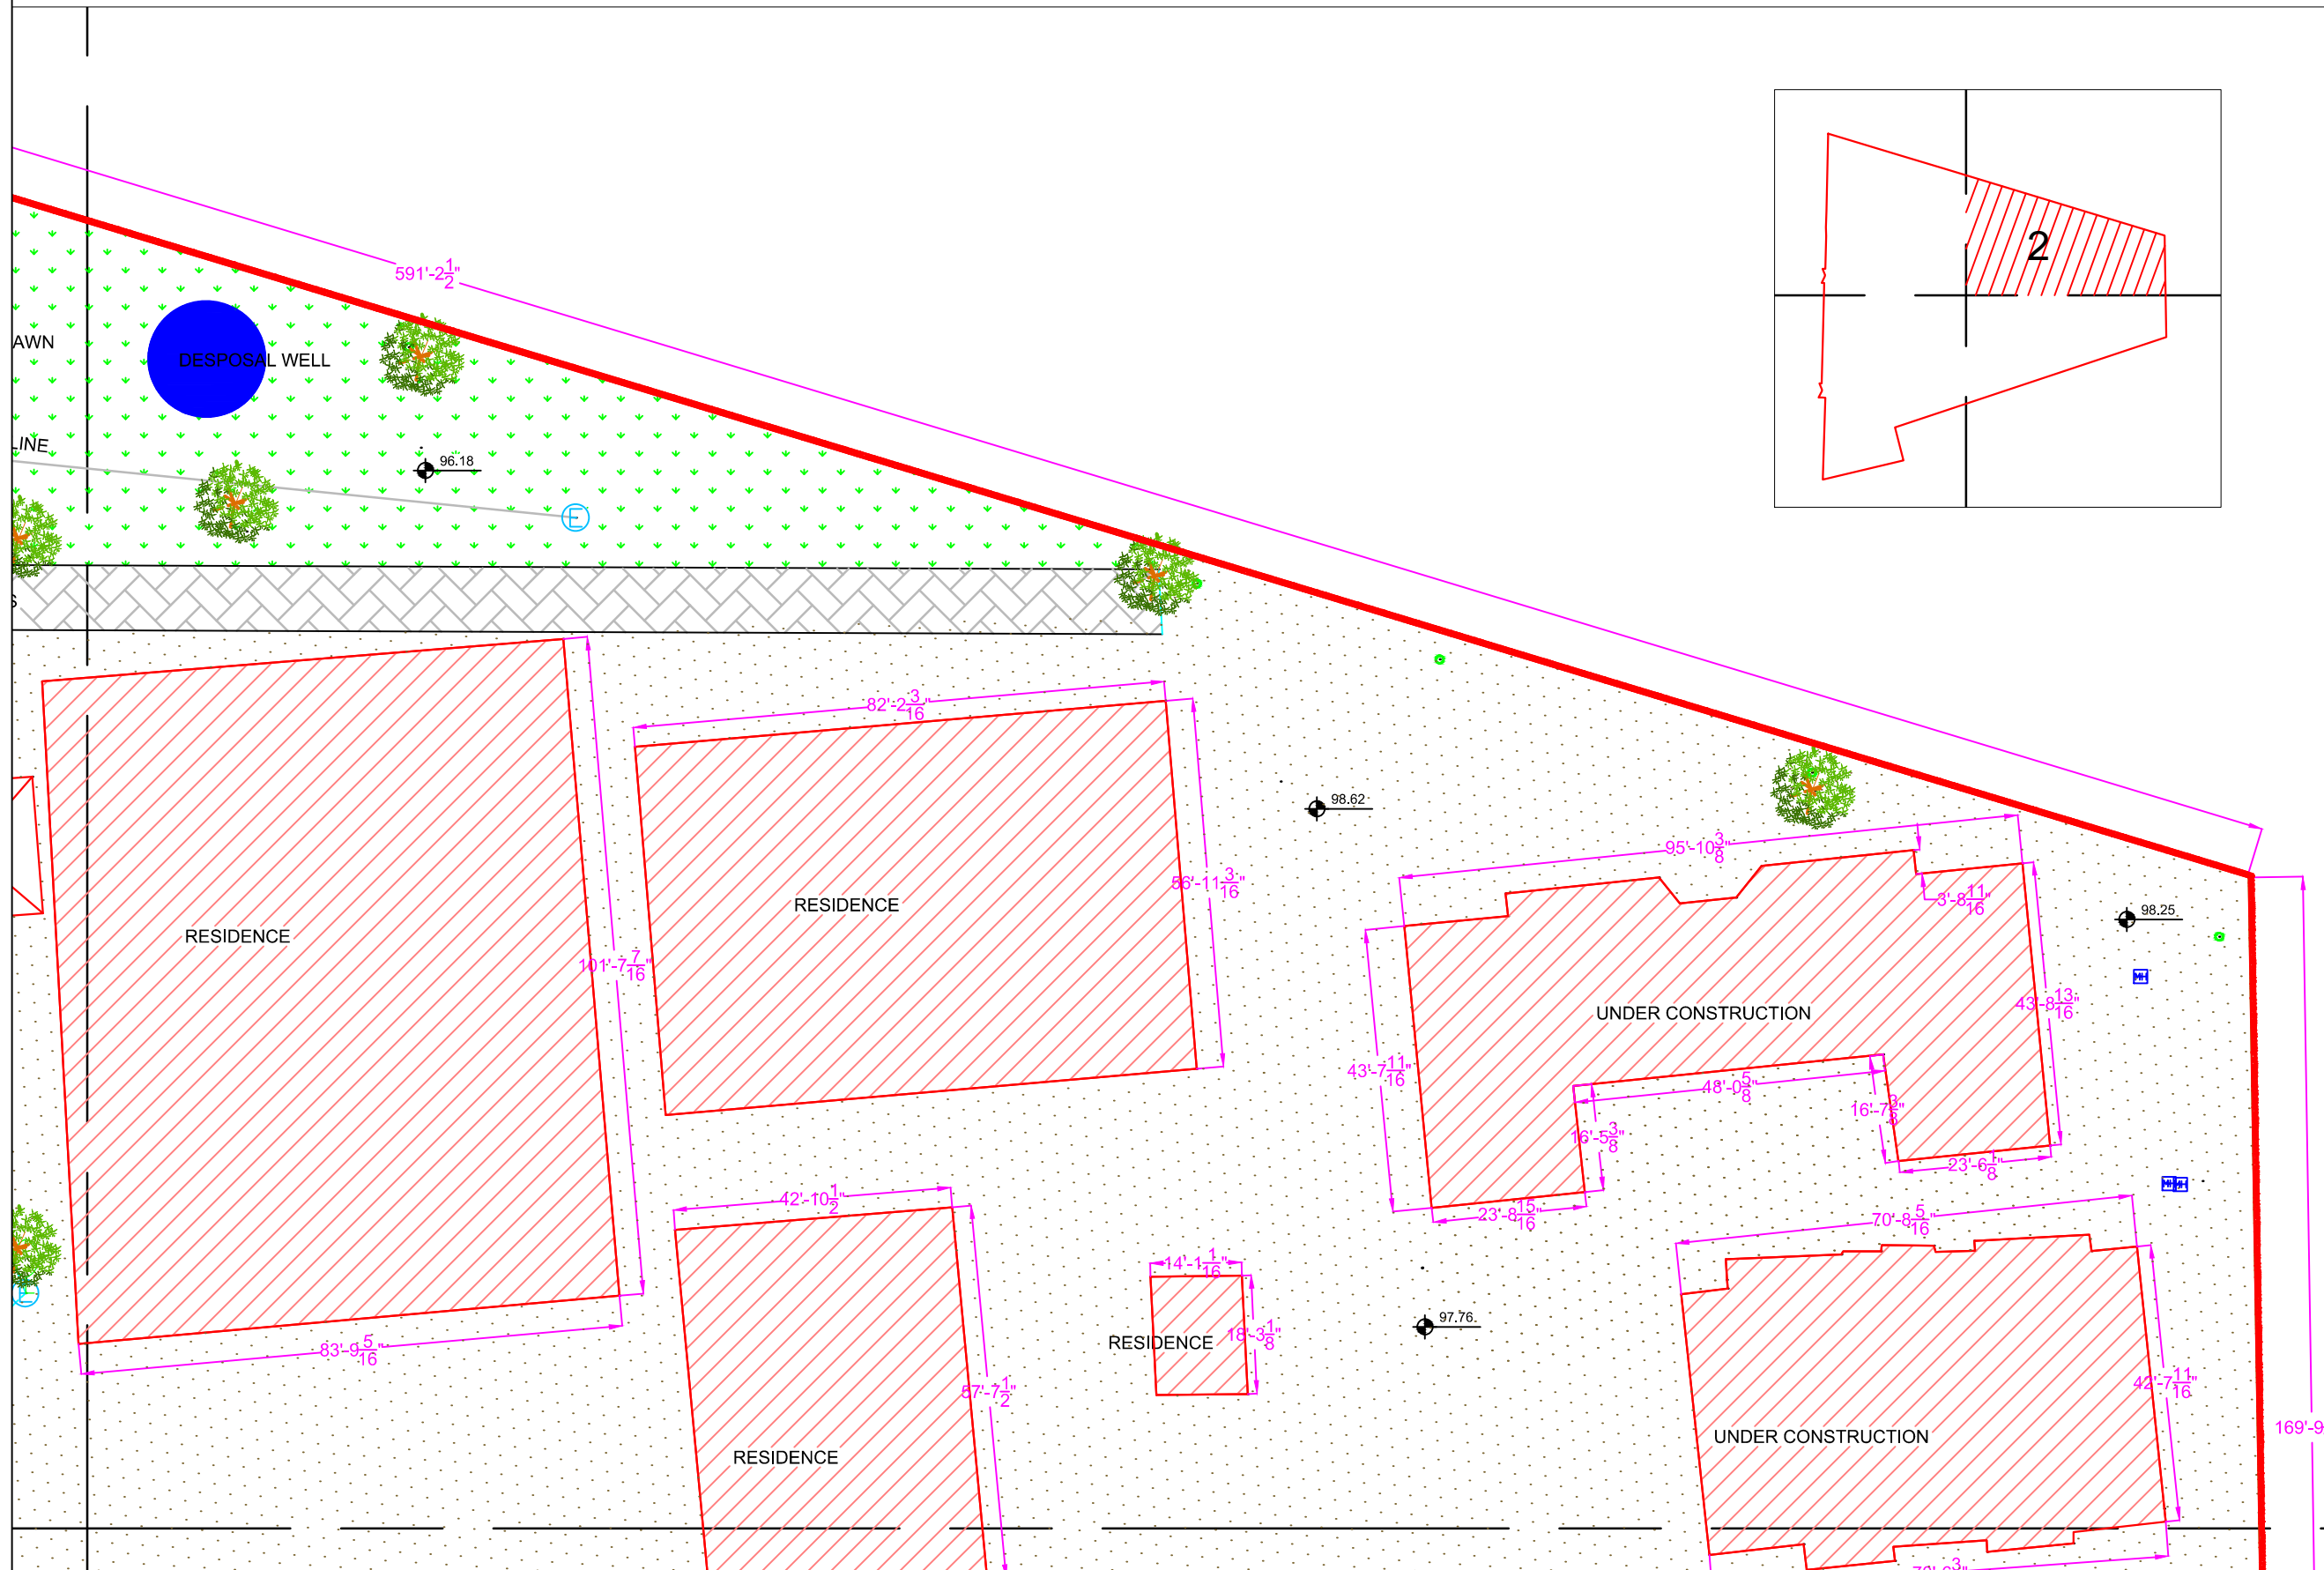 2
591'-2 1/2"
AWN
DESPOSAL WELL
LINE
96.18
E
S
82'-2 3/16"
98.62
95'-10 3/8"
56'-11 3/16"
3'-8 11/16"
RESIDENCE
98.25
RESIDENCE
101'-7 7/16"
MH
43'-8 13/16"
UNDER CONSTRUCTION
43'-7 11/16"
48'-0 5/8"
16'-7 3/8"
16'-5 3/8"
23'-6 1/8"
MH MH
42'-10 1/2"
23'-8 15/16"
70'-8 5/16"
14'-1 1/16"
E
97.76
RESIDENCE
18'-3 1/8"
83'-9 5/16"
57'-7 1/2"
42'-7 11/16"
169'-9
UNDER CONSTRUCTION
RESIDENCE